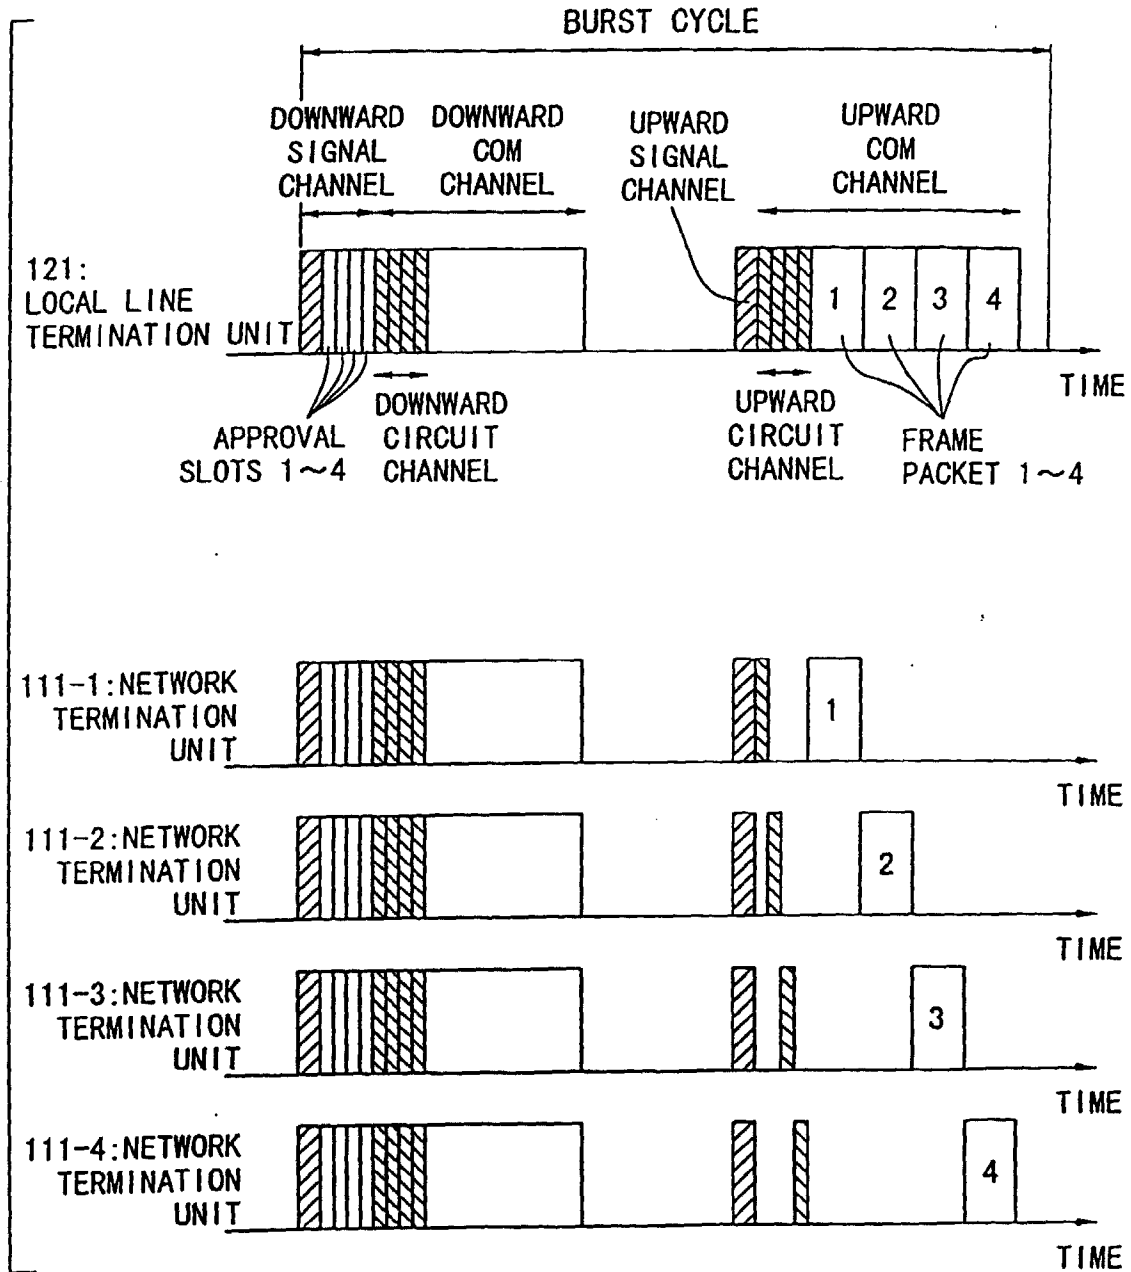 BURST CYCLE
DOWNWARD
SIGNAL
CHANNEL
DOWNWARD
COM
CHANNEL
UPWARD
SIGNAL
CHANNEL
UPWARD
COM
CHANNEL
121:
LOCAL LINE
TERMINATION UNIT
1 2 3 4
TIME
APPROVAL
SLOTS 1～4
DOWNWARD
CIRCUIT
CHANNEL
UPWARD
CIRCUIT
CHANNEL
FRAME
PACKET 1～4
111-1:NETWORK
TERMINATION
UNIT
1
TIME
111-2:NETWORK
TERMINATION
UNIT
2
TIME
111-3:NETWORK
TERMINATION
UNIT
3
TIME
111-4:NETWORK
TERMINATION
UNIT
4
TIME